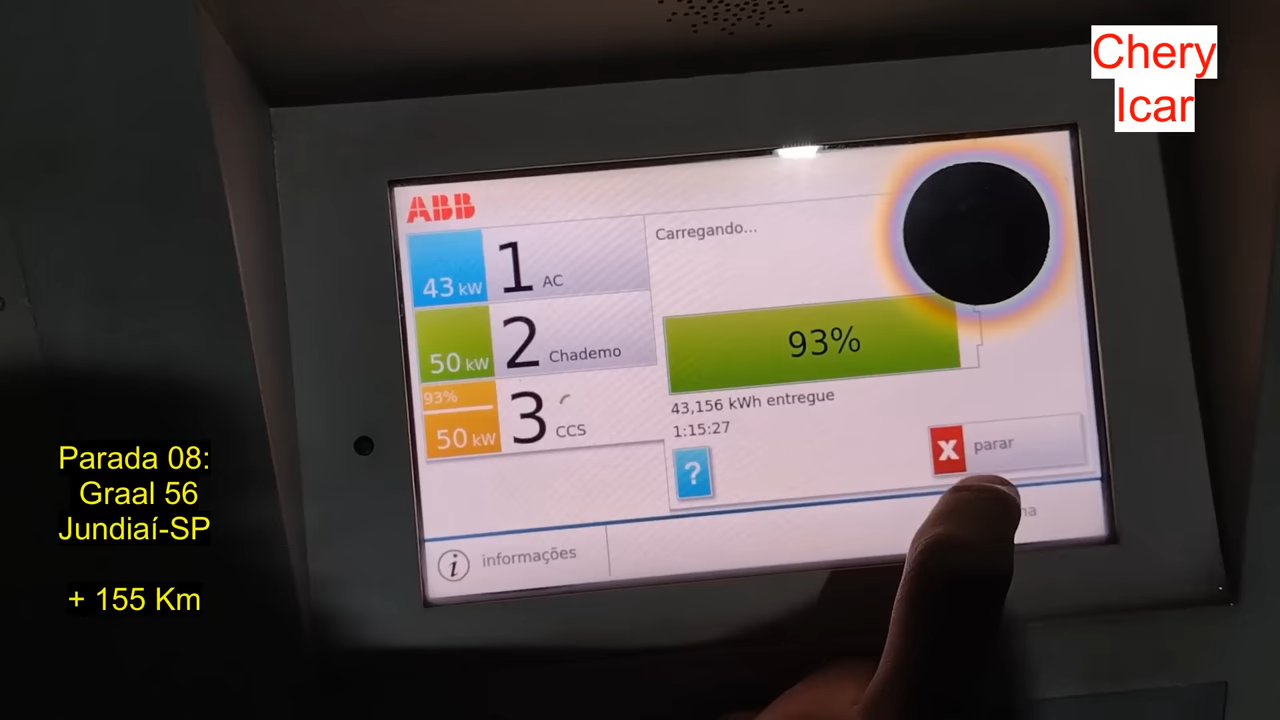 Chery
Icar
ABB
43 kW
1 AC
50 kW
2 Chademo
93%
50 kW
3 CCS
Carregando...
93%
43,156 kWh entregue
1:15:27
?
X parar
i informações
Parada 08:
Graal 56
Jundiaí-SP
+ 155 Km